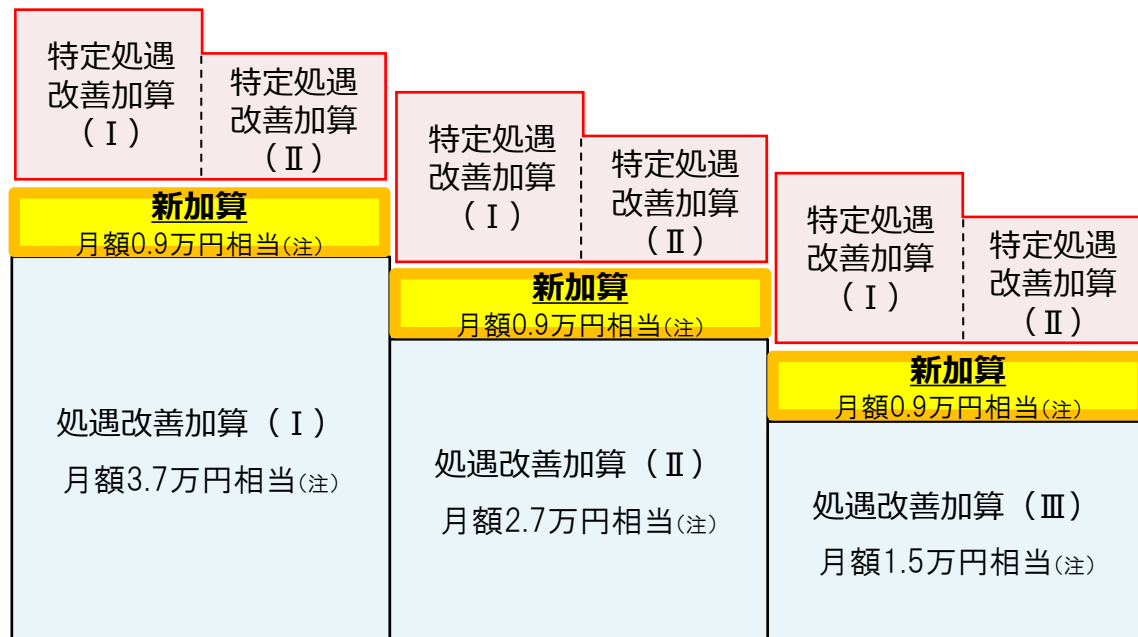 特定処遇
改善加算
（Ⅰ）
特定処遇
改善加算
（Ⅱ）
新加算
月額0.9万円相当(注)
処遇改善加算（Ⅰ）
月額3.7万円相当(注)
特定処遇
改善加算
（Ⅰ）
特定処遇
改善加算
（Ⅱ）
新加算
月額0.9万円相当(注)
処遇改善加算（Ⅱ）
月額2.7万円相当(注)
特定処遇
改善加算
（Ⅰ）
特定処遇
改善加算
（Ⅱ）
新加算
月額0.9万円相当(注)
処遇改善加算（Ⅲ）
月額1.5万円相当(注)